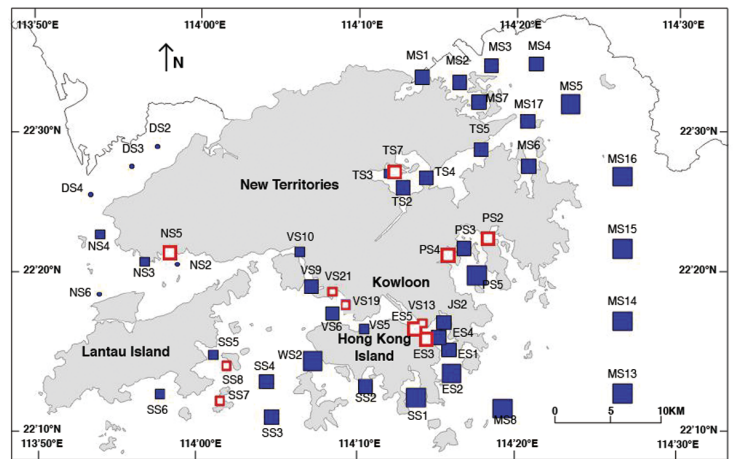 113°50'E 114°00'E 114°10'E 114°20'E 114°30'E
N
MS1 MS2 MS3 MS4
MS5
MS7
MS17
22°30'N 22°30'N
DS2
DS3
TS5
TS7
MS6
MS16
TS3 TS4
DS4
New Territories
TS2
PS2
NS5 VS10 PS3 MS15
NS4
PS4
NS3 NS2
22°20'N 22°20'N
VS9 VS21 Kowloon
PS5
NS6
VS19 VS13 JS2 MS14
ES5
VS6 VS5 ES4
Hong Kong
Lantau Island SS5 WS2 Island ES3 ES1
SS4
SS8
MS13
SS7 SS2 ES2
SS6
SS1
0 5 10KM
SS3 MS8
22°10'N 22°10'N
113°50'E 114°00'E 114°10'E 114°20'E 114°30'E